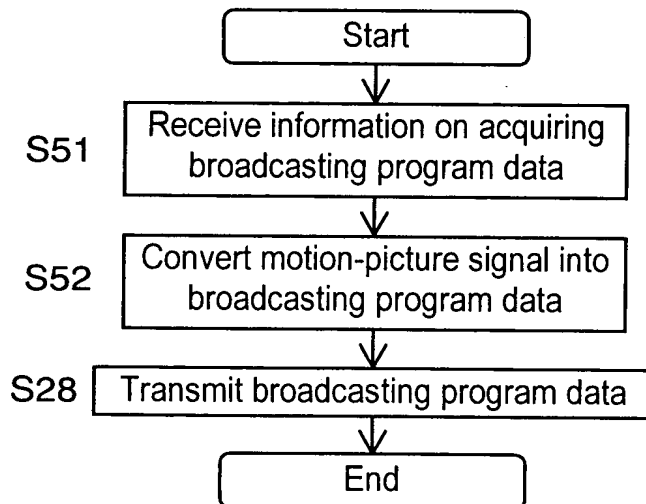 Start
S51
Receive information on acquiring
broadcasting program data
S52
Convert motion-picture signal into
broadcasting program data
S28
Transmit broadcasting program data
End